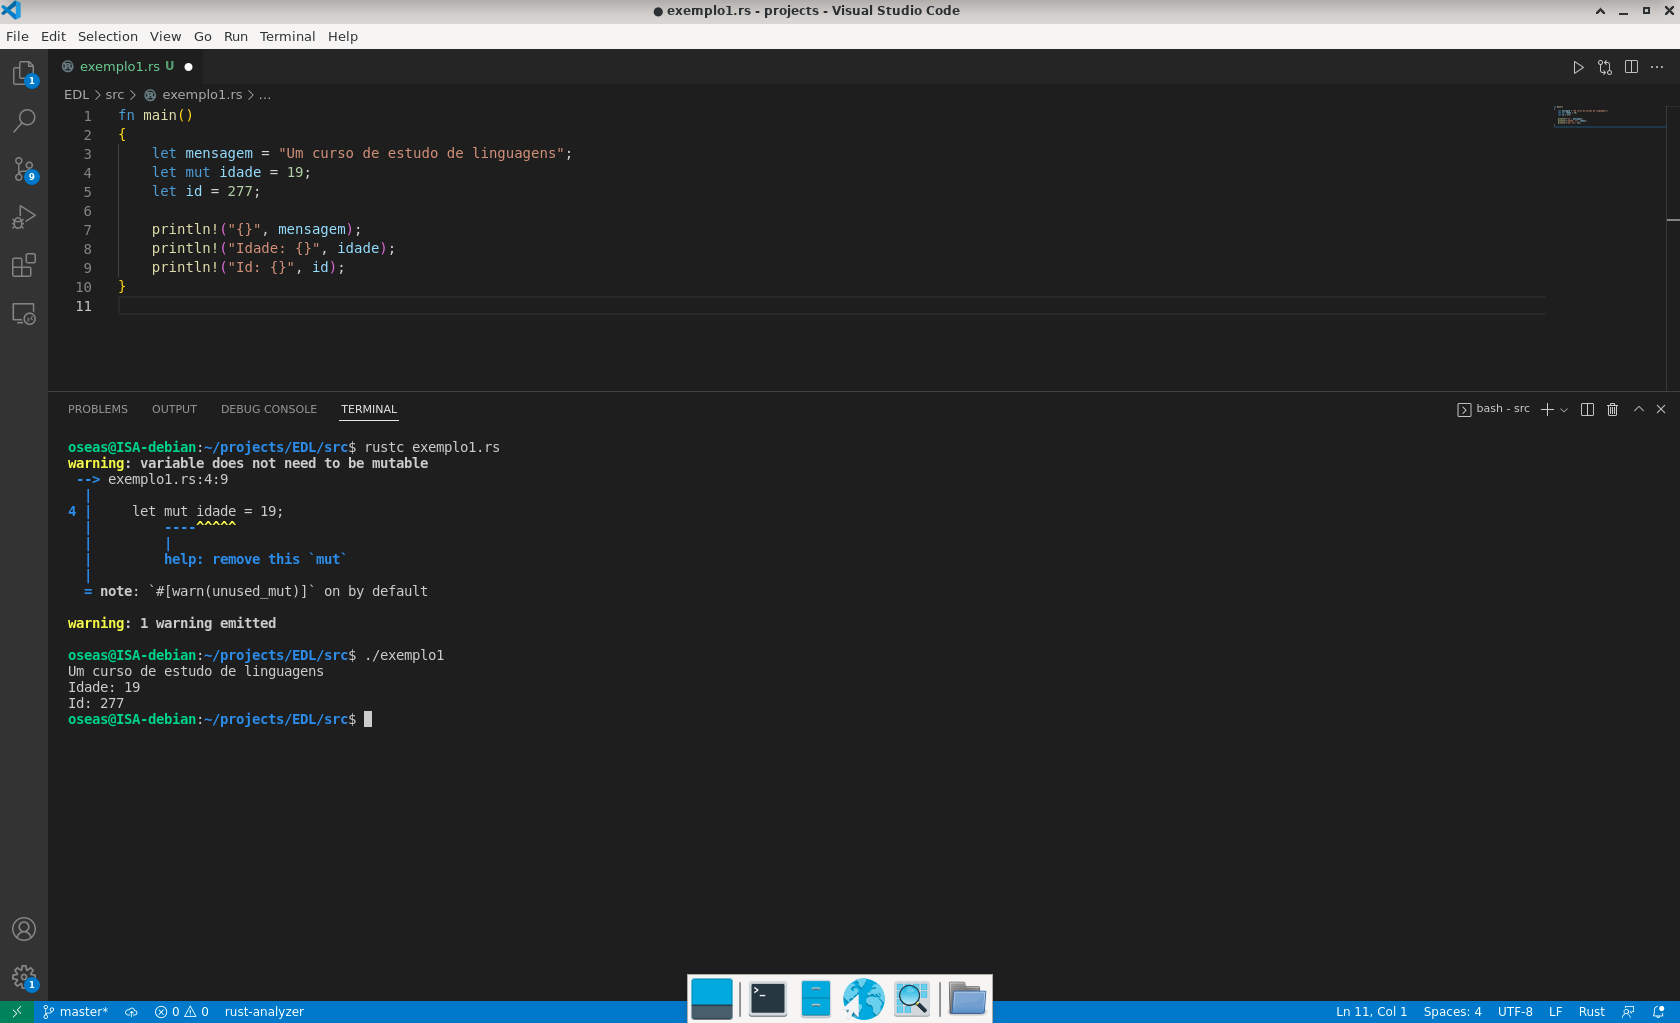 ● exemplo1.rs - projects - Visual Studio Code
File Edit Selection View Go Run Terminal Help
exemplo1.rs U ●
EDL > src > exemplo1.rs > ...
1 fn main()
2 {
3     let mensagem = "Um curso de estudo de linguagens";
4     let mut idade = 19;
5     let id = 277;
6
7     println!("{}", mensagem);
8     println!("Idade: {}", idade);
9     println!("Id: {}", id);
10 }
11
PROBLEMS OUTPUT DEBUG CONSOLE TERMINAL bash - src
oseas@ISA-debian:~/projects/EDL/src$ rustc exemplo1.rs
warning: variable does not need to be mutable
 --> exemplo1.rs:4:9
  |
4 |     let mut idade = 19;
  |         ----^^^^^
  |         |
  |         help: remove this `mut`
  |
  = note: `#[warn(unused_mut)]` on by default
warning: 1 warning emitted
oseas@ISA-debian:~/projects/EDL/src$ ./exemplo1
Um curso de estudo de linguagens
Idade: 19
Id: 277
oseas@ISA-debian:~/projects/EDL/src$
1
9
1
master* 0 0 rust-analyzer Ln 11, Col 1 Spaces: 4 UTF-8 LF Rust